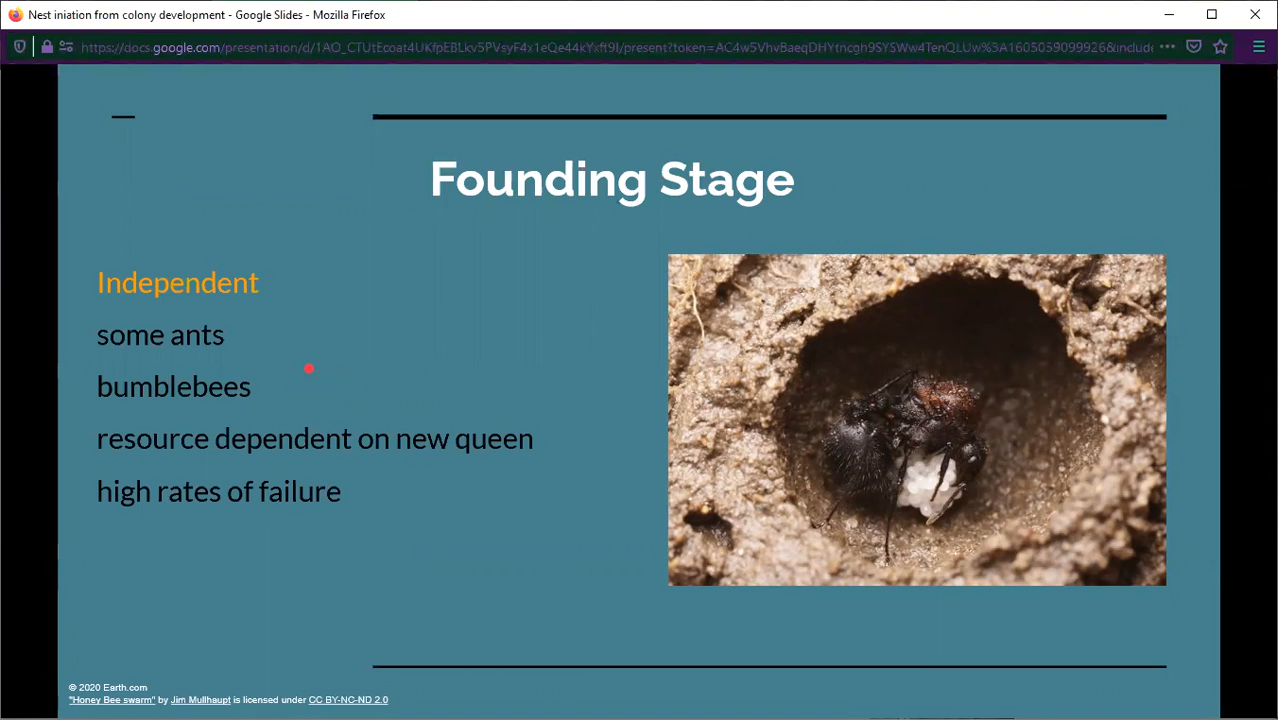 Nest iniation from colony development - Google Slides - Mozilla Firefox
Founding Stage
Independent
some ants
bumblebees
resource dependent on new queen
high rates of failure
© 2020 Earth.com
"Honey Bee swarm" by Jim Mullhaupt is licensed under CC BY-NC-ND 2.0